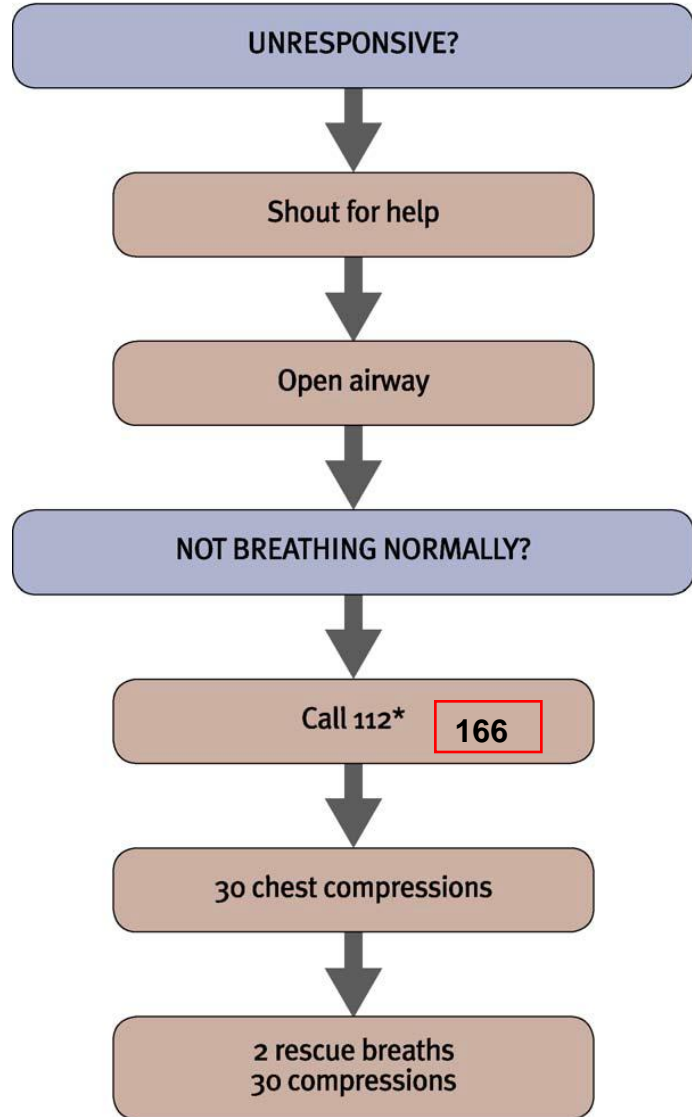 UNRESPONSIVE?
Shout for help
Open airway
NOT BREATHING NORMALLY?
Call 112* 166
30 chest compressions
2 rescue breaths
30 compressions